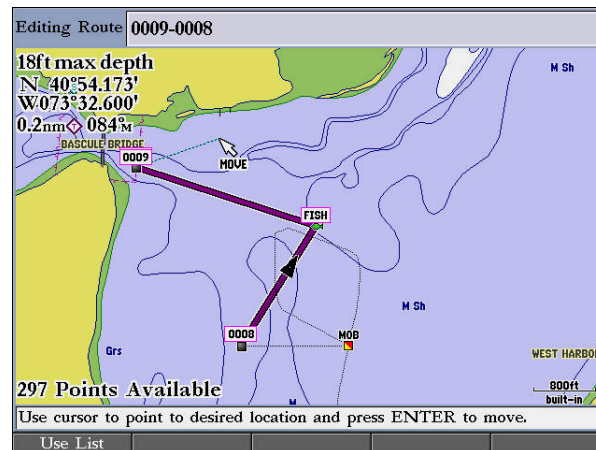 Editing Route 0009-0008
18ft max depth
N 40°54.173'
W073°32.600'
0.2nm 084°M
M Sh
BASCULE BRIDGE
0009
MOVE
FISH
M Sh
0008
MOB
Grs
WEST HARBO
297 Points Available
M
800ft
built-in
Use cursor to point to desired location and press ENTER to move.
Use List